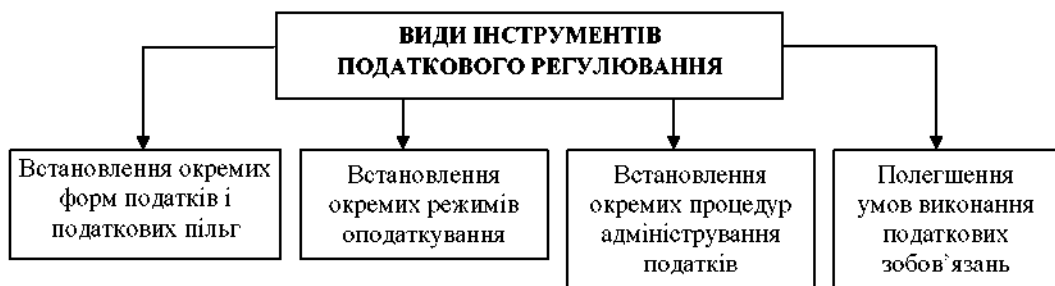 ВИДИ ІНСТРУМЕНТІВ
ПОДАТКОВОГО РЕГУЛЮВАННЯ
Встановлення окремих
форм податків і
податкових пільг
Встановлення
окремих режимів
оподаткування
Встановлення
окремих процедур
адміністрування
податків
Полегшення
умов виконання
податкових
зобов’язань